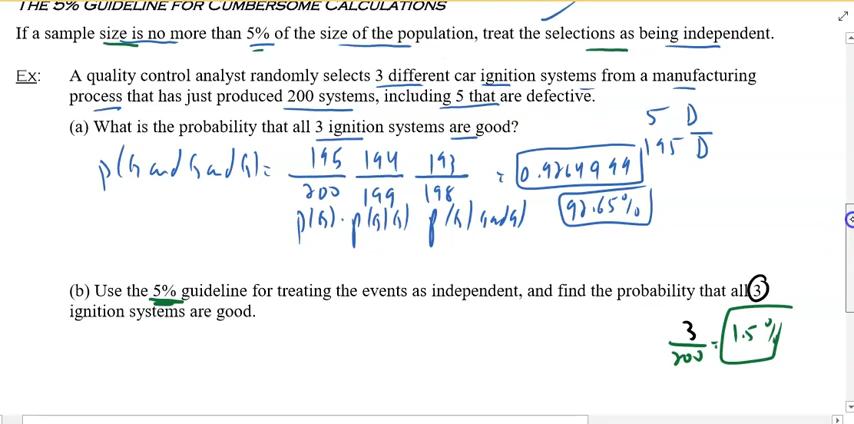 THE 5% GUIDELINE FOR CUMBERSOME CALCULATIONS
If a sample size is no more than 5% of the size of the population, treat the selections as being independent.
Ex: A quality control analyst randomly selects 3 different car ignition systems from a manufacturing
process that has just produced 200 systems, including 5 that are defective.
5 D
(a) What is the probability that all 3 ignition systems are good?
195 D̅
P(G and G and G) = 195/200 194/199 193/198 = 0.9264999
P(G) · P(G|G) P(G|G and G) 92.65%
(b) Use the 5% guideline for treating the events as independent, and find the probability that all 3
ignition systems are good.
3/200 = 1.5%